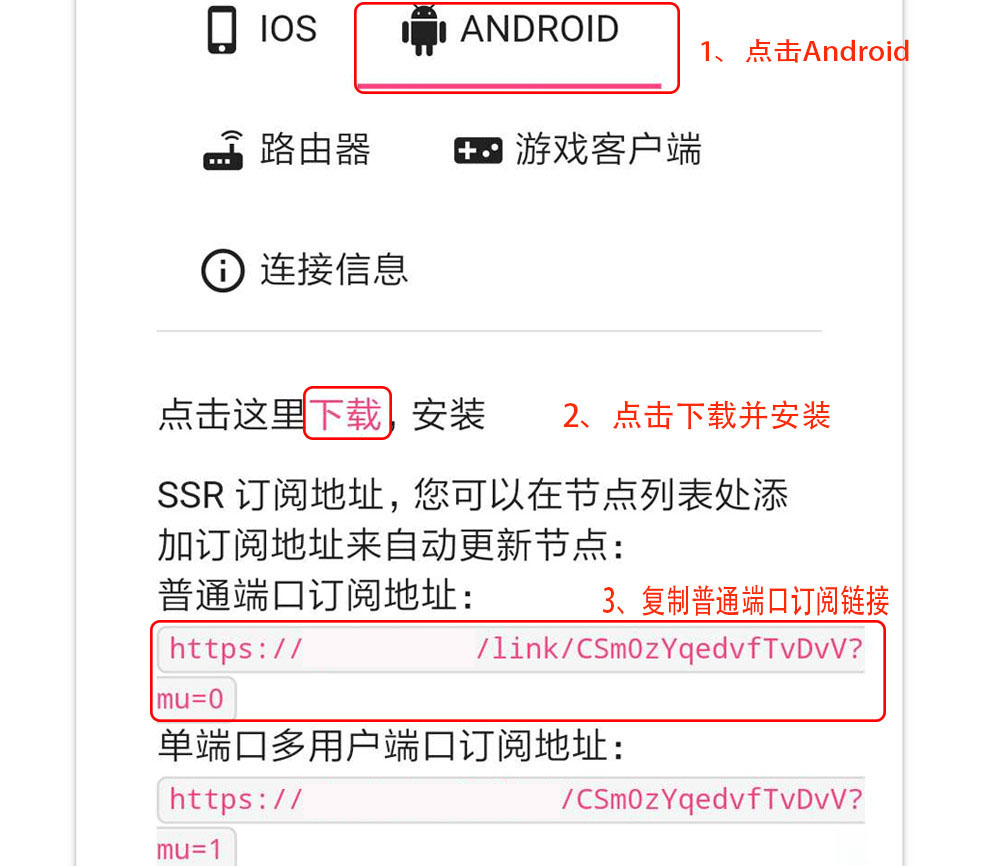 IOS
ANDROID
1、点击Android
路由器
游戏客户端
连接信息
点击这里下载，安装
2、点击下载并安装
SSR 订阅地址，您可以在节点列表处添
加订阅地址来自动更新节点：
普通端口订阅地址：
3、复制普通端口订阅链接
https:// /link/CSm0zYqedvfTvDvV?
mu=0
单端口多用户端口订阅地址：
https:// /CSm0zYqedvfTvDvV?
mu=1